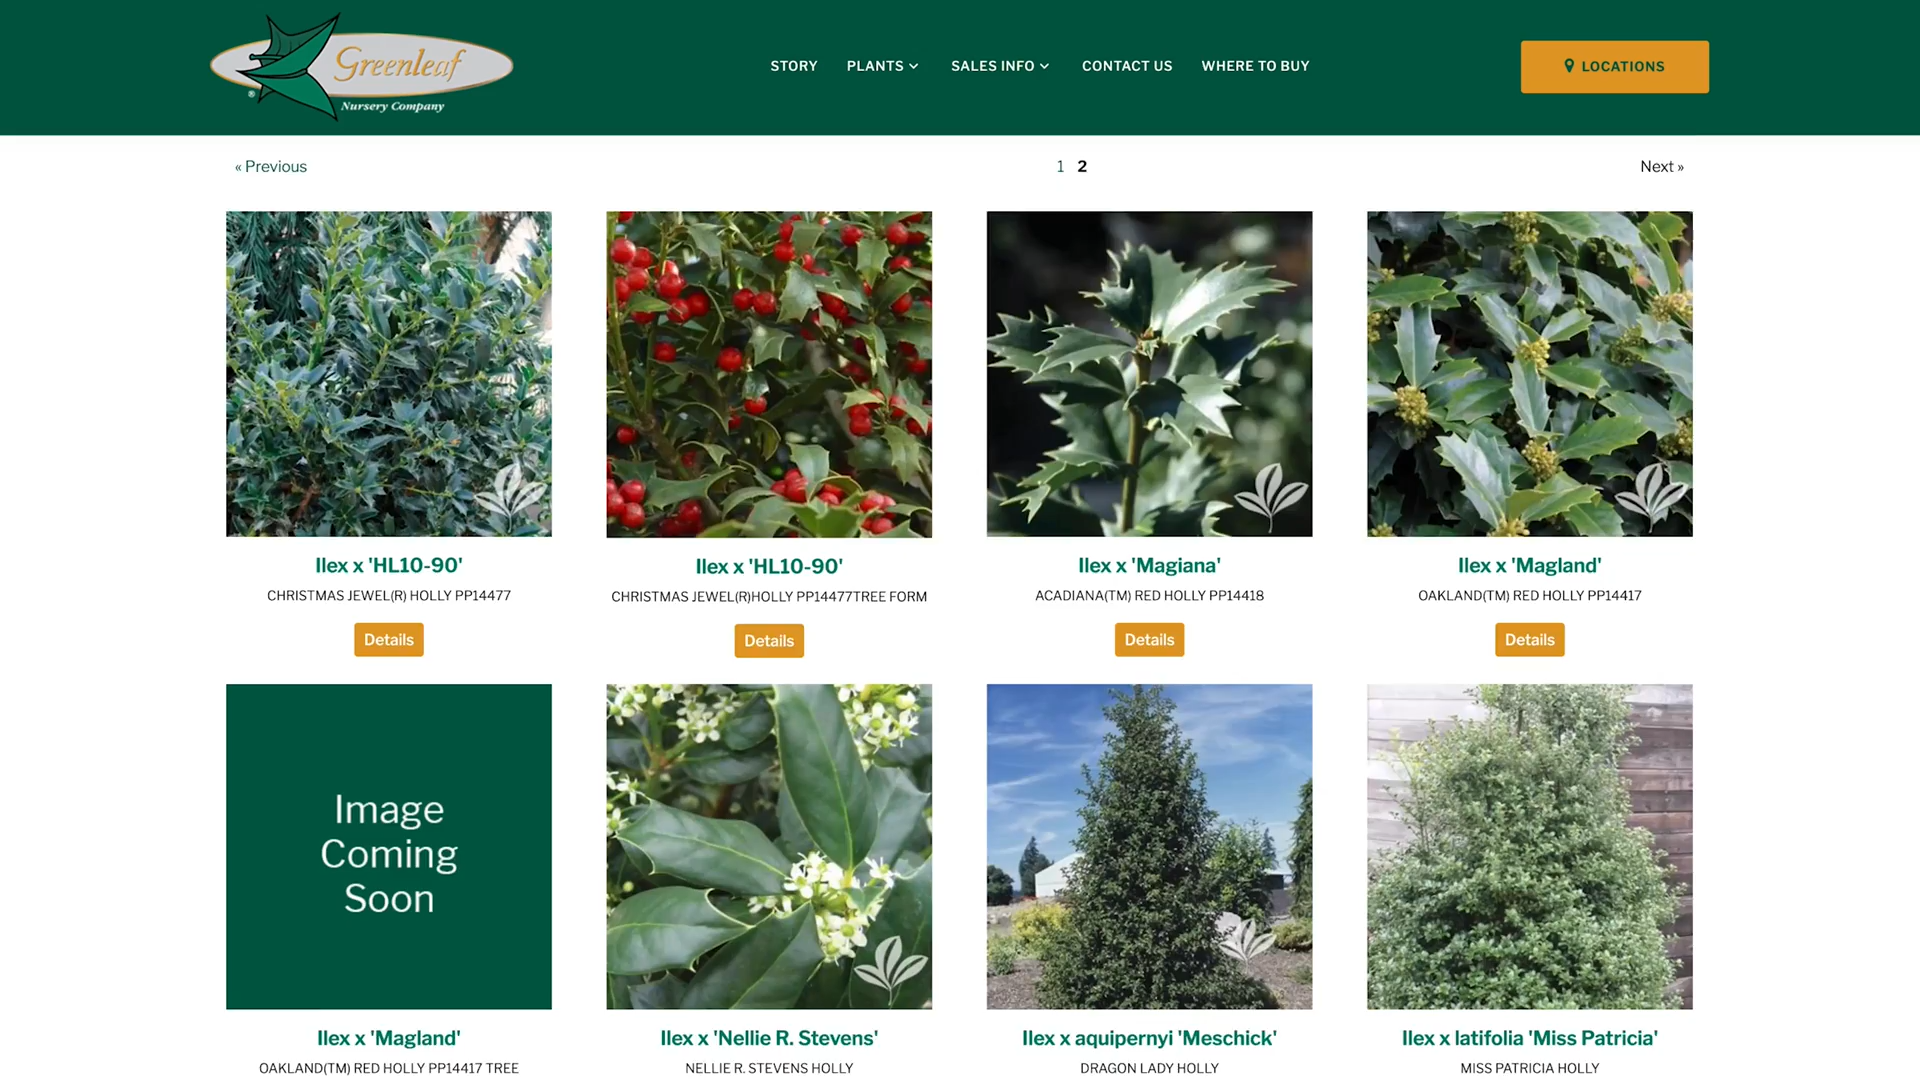 Greenleaf
®
Nursery Company
STORY
PLANTS
SALES INFO
CONTACT US
WHERE TO BUY
LOCATIONS
« Previous
1 2
Next »
Ilex x 'HL10-90'
CHRISTMAS JEWEL(R) HOLLY PP14477
Details
Ilex x 'HL10-90'
CHRISTMAS JEWEL(R)HOLLY PP14477TREE FORM
Details
Ilex x 'Magiana'
ACADIANA(TM) RED HOLLY PP14418
Details
Ilex x 'Magland'
OAKLAND(TM) RED HOLLY PP14417
Details
Image
Coming
Soon
Ilex x 'Magland'
OAKLAND(TM) RED HOLLY PP14417 TREE
Ilex x 'Nellie R. Stevens'
NELLIE R. STEVENS HOLLY
Ilex x aquipernyi 'Meschick'
DRAGON LADY HOLLY
Ilex x latifolia 'Miss Patricia'
MISS PATRICIA HOLLY